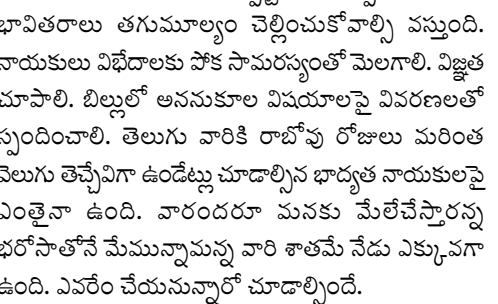 భావితరాలు తగుమూల్యం చెల్లించుకోవాల్సి వస్తుంది.
నాయకులు విభేదాలకు పోక సామరస్యంతో మెలగాలి. విజ్ఞత
చూపాలి. బిల్లులో అననుకూల విషయాలపై వివరణలతో
స్పందించాలి. తెలుగు వారికి రాబోవు రోజులు మరింత
వెలుగు తెచ్చేవిగా ఉండేట్లు చూడాల్సిన భాద్యత నాయకులపై
ఎంతైనా ఉంది. వారందరూ మనకు మేలేచేస్తారన్న
భరోసాతోనే మేమున్నామన్న వారి శాతమే నేడు ఎక్కువగా
ఉంది. ఎవరేం చేయనున్నారో చూడాల్సిందే.